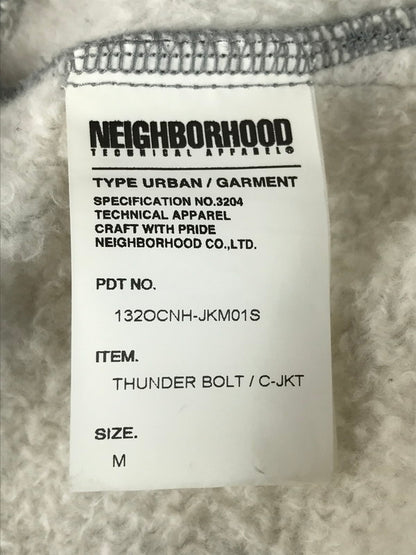 NEIGHBORHOOD
TECHNICAL APPAREL®
TYPE URBAN / GARMENT
SPECIFICATION NO.3204
TECHNICAL APPAREL
CRAFT WITH PRIDE
NEIGHBORHOOD CO.,LTD.
PDT NO.
132OCNH-JKM01S
ITEM.
THUNDER BOLT / C-JKT
SIZE.
M